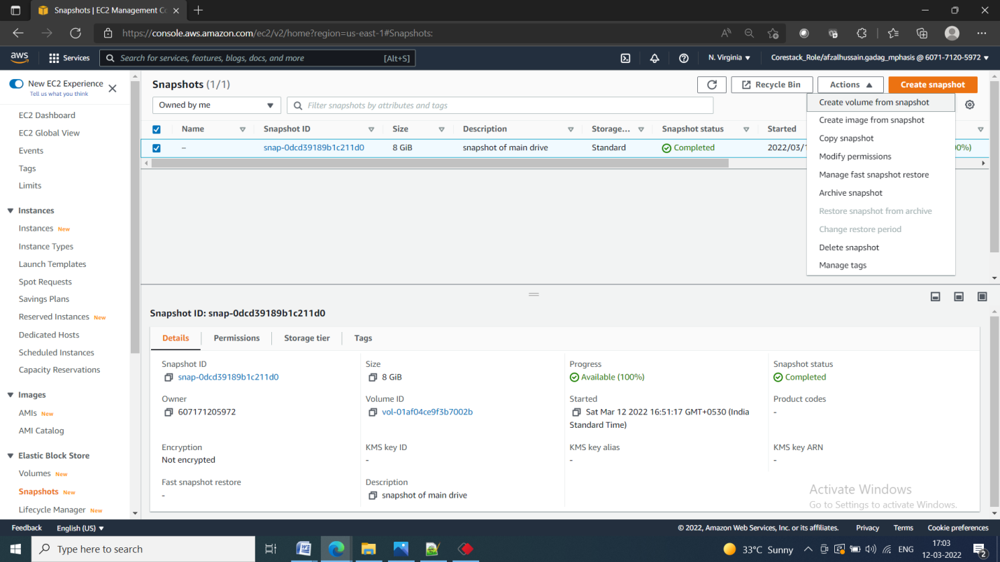 Snapshots | EC2 Management Co
https://console.aws.amazon.com/ec2/v2/home?region=us-east-1#Snapshots:
aws
Services
Search for services, features, blogs, docs, and more
[Alt+S]
N. Virginia
Corestack_Role/afzalhussain.qadag_mphasis @ 6071-7120-5972
New EC2 Experience
Tell us what you think
EC2 Dashboard
EC2 Global View
Events
Tags
Limits
Instances
Instances New
Instance Types
Launch Templates
Spot Requests
Savings Plans
Reserved Instances New
Dedicated Hosts
Scheduled Instances
Capacity Reservations
Images
AMIs New
AMI Catalog
Elastic Block Store
Volumes New
Snapshots New
Lifecycle Manager New
Snapshots (1/1)
Recycle Bin
Actions
Create snapshot
Owned by me
Filter snapshots by attributes and tags
Name Snapshot ID Size Description Storage... Snapshot status Started
– snap-0dcd39189b1c211d0 8 GiB snapshot of main drive Standard Completed 2022/03/1 00%)
Create volume from snapshot
Create image from snapshot
Copy snapshot
Modify permissions
Manage fast snapshot restore
Archive snapshot
Restore snapshot from archive
Change restore period
Delete snapshot
Manage tags
Snapshot ID: snap-0dcd39189b1c211d0
Details Permissions Storage tier Tags
Snapshot ID
snap-0dcd39189b1c211d0
Size
8 GiB
Progress
Available (100%)
Snapshot status
Completed
Owner
607171205972
Volume ID
vol-01af04ce9f3b7002b
Started
Sat Mar 12 2022 16:51:17 GMT+0530 (India
Standard Time)
Product codes
-
Encryption
Not encrypted
KMS key ID
-
KMS key alias
-
KMS key ARN
-
Fast snapshot restore
-
Description
snapshot of main drive
Activate Windows
Go to Settings to activate Windows.
Feedback English (US)
© 2022, Amazon Web Services, Inc. or its affiliates. Privacy Terms Cookie preferences
Type here to search
33°C Sunny
ENG
17:03
12-03-2022
2